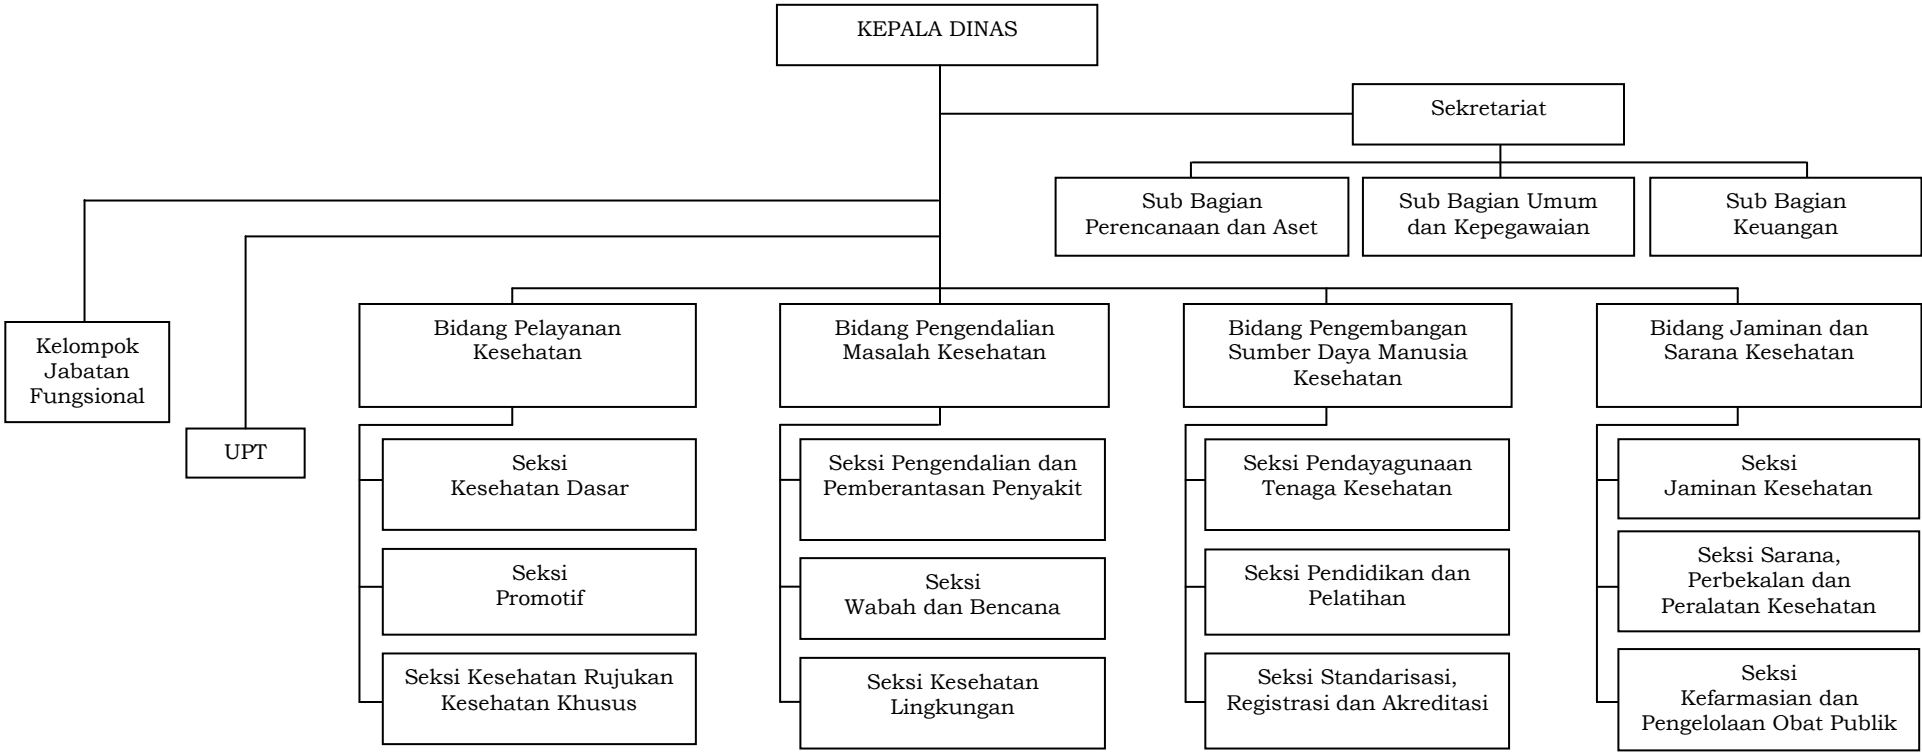 KEPALA DINAS
Sekretariat
Sub Bagian
Perencanaan dan Aset
Sub Bagian Umum
dan Kepegawaian
Sub Bagian
Keuangan
Kelompok
Jabatan
Fungsional
UPT
Bidang Pelayanan
Kesehatan
Seksi
Kesehatan Dasar
Seksi
Promotif
Seksi Kesehatan Rujukan
Kesehatan Khusus
Bidang Pengendalian
Masalah Kesehatan
Seksi Pengendalian dan
Pemberantasan Penyakit
Seksi
Wabah dan Bencana
Seksi Kesehatan
Lingkungan
Bidang Pengembangan
Sumber Daya Manusia
Kesehatan
Seksi Pendayagunaan
Tenaga Kesehatan
Seksi Pendidikan dan
Pelatihan
Seksi Standarisasi,
Registrasi dan Akreditasi
Bidang Jaminan dan
Sarana Kesehatan
Seksi
Jaminan Kesehatan
Seksi Sarana,
Perbekalan dan
Peralatan Kesehatan
Seksi
Kefarmasian dan
Pengelolaan Obat Publik